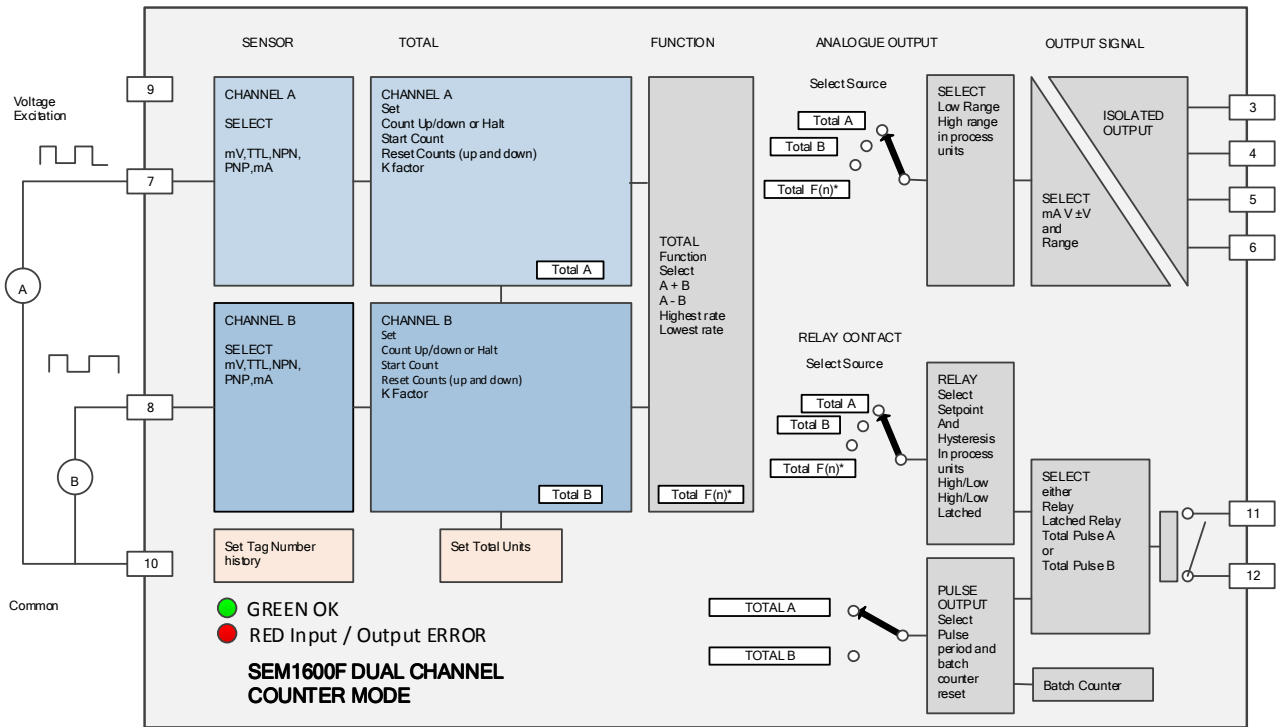 SENSOR
TOTAL
FUNCTION
ANALOGUE OUTPUT
OUTPUT SIGNAL
Voltage
Excitation
9
7
A
8
B
10
Common
CHANNEL A
SELECT
mV,TTL,NPN,
PNP,mA
CHANNEL A
Set
Count Up/down or Halt
Start Count
Reset Counts (up and down)
K factor
Total A
CHANNEL B
SELECT
mV,TTL,NPN,
PNP,mA
CHANNEL B
Set
Count Up/down or Halt
Start Count
Reset Counts (up and down)
K Factor
Total B
TOTAL
Function
Select
A + B
A - B
Highest rate
Lowest rate
Total F(n)*
Select Source
Total A
Total B
Total F(n)*
SELECT
Low Range
High range
in process
units
ISOLATED
OUTPUT
SELECT
mA V ±V
and
Range
3
4
5
6
RELAY CONTACT
Select Source
Total A
Total B
Total F(n)*
RELAY
Select
Setpoint
And
Hysteresis
In process
units
High/Low
High/Low
Latched
SELECT
either
Relay
Latched Relay
Total Pulse A
or
Total Pulse B
11
12
Set Tag Number
history
Set Total Units
GREEN OK
RED Input / Output ERROR
SEM1600F DUAL CHANNEL
COUNTER MODE
TOTAL A
TOTAL B
PULSE
OUTPUT
Select
Pulse
period and
batch
counter
reset
Batch Counter